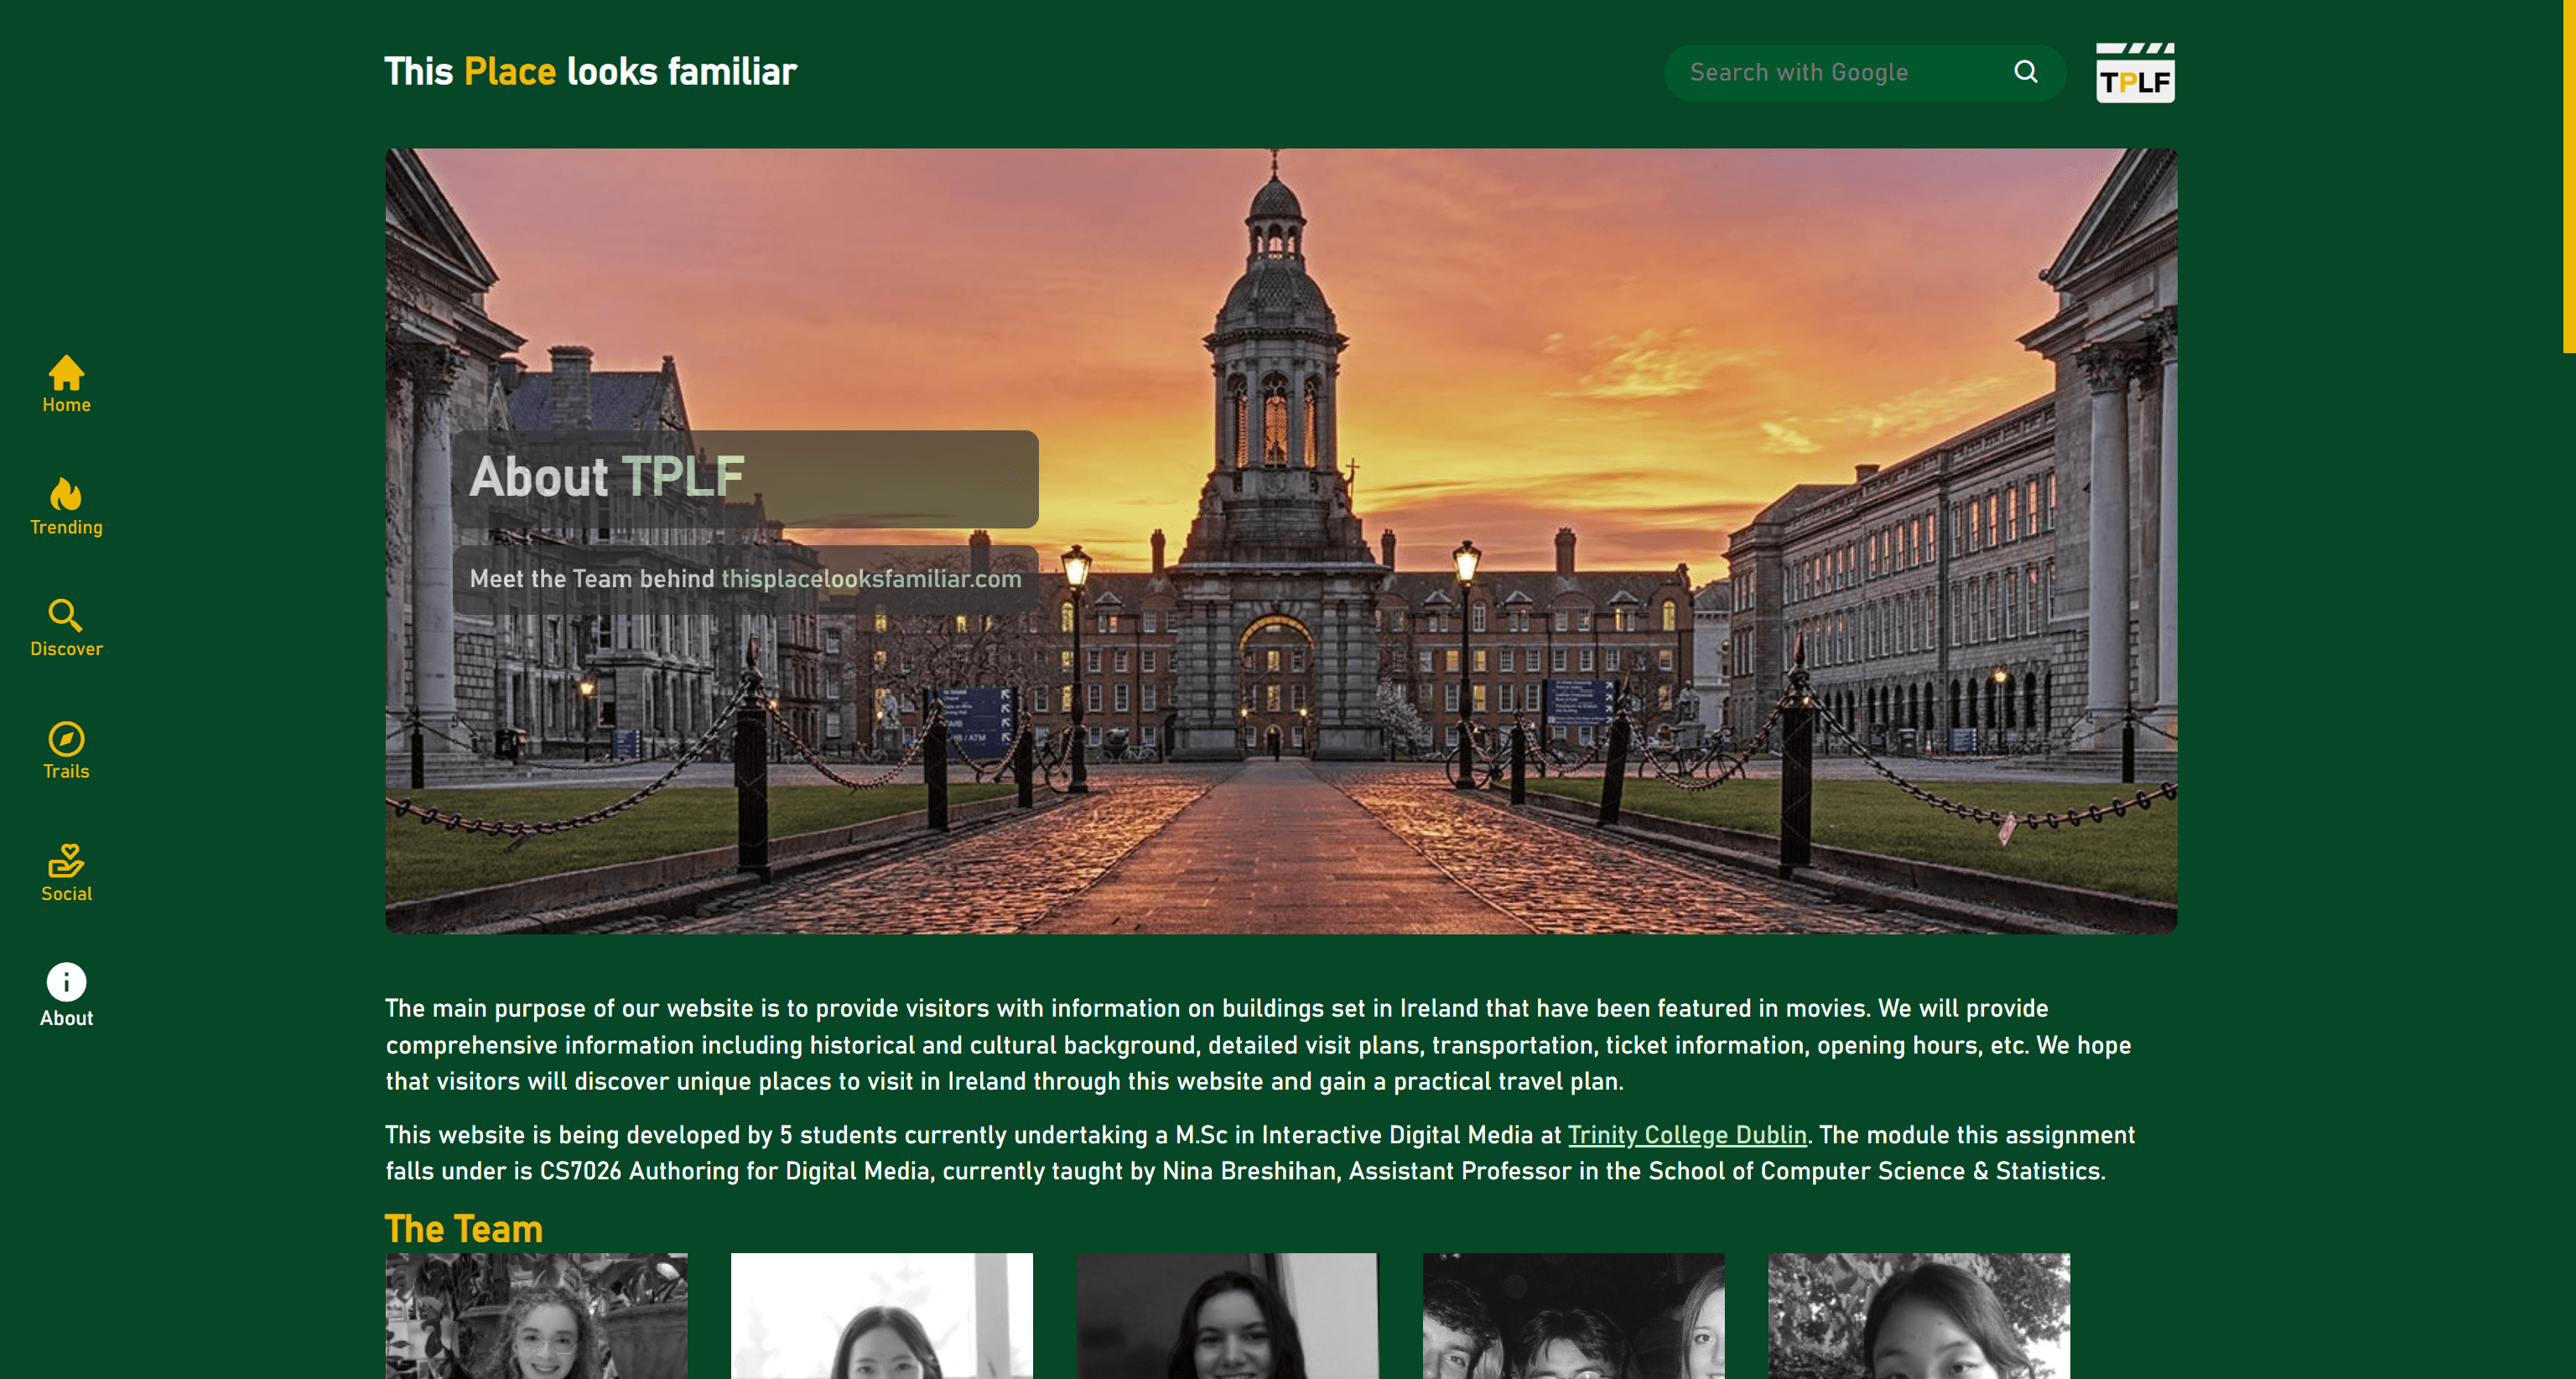 This Place looks familiar
Search with Google
TPLF
Home
Trending
Discover
Trails
Social
About
About TPLF
Meet the Team behind thisplacelooksfamiliar.com
The main purpose of our website is to provide visitors with information on buildings set in Ireland that have been featured in movies. We will provide
comprehensive information including historical and cultural background, detailed visit plans, transportation, ticket information, opening hours, etc. We hope
that visitors will discover unique places to visit in Ireland through this website and gain a practical travel plan.
This website is being developed by 5 students currently undertaking a M.Sc in Interactive Digital Media at Trinity College Dublin. The module this assignment
falls under is CS7026 Authoring for Digital Media, currently taught by Nina Breshihan, Assistant Professor in the School of Computer Science & Statistics.
The Team